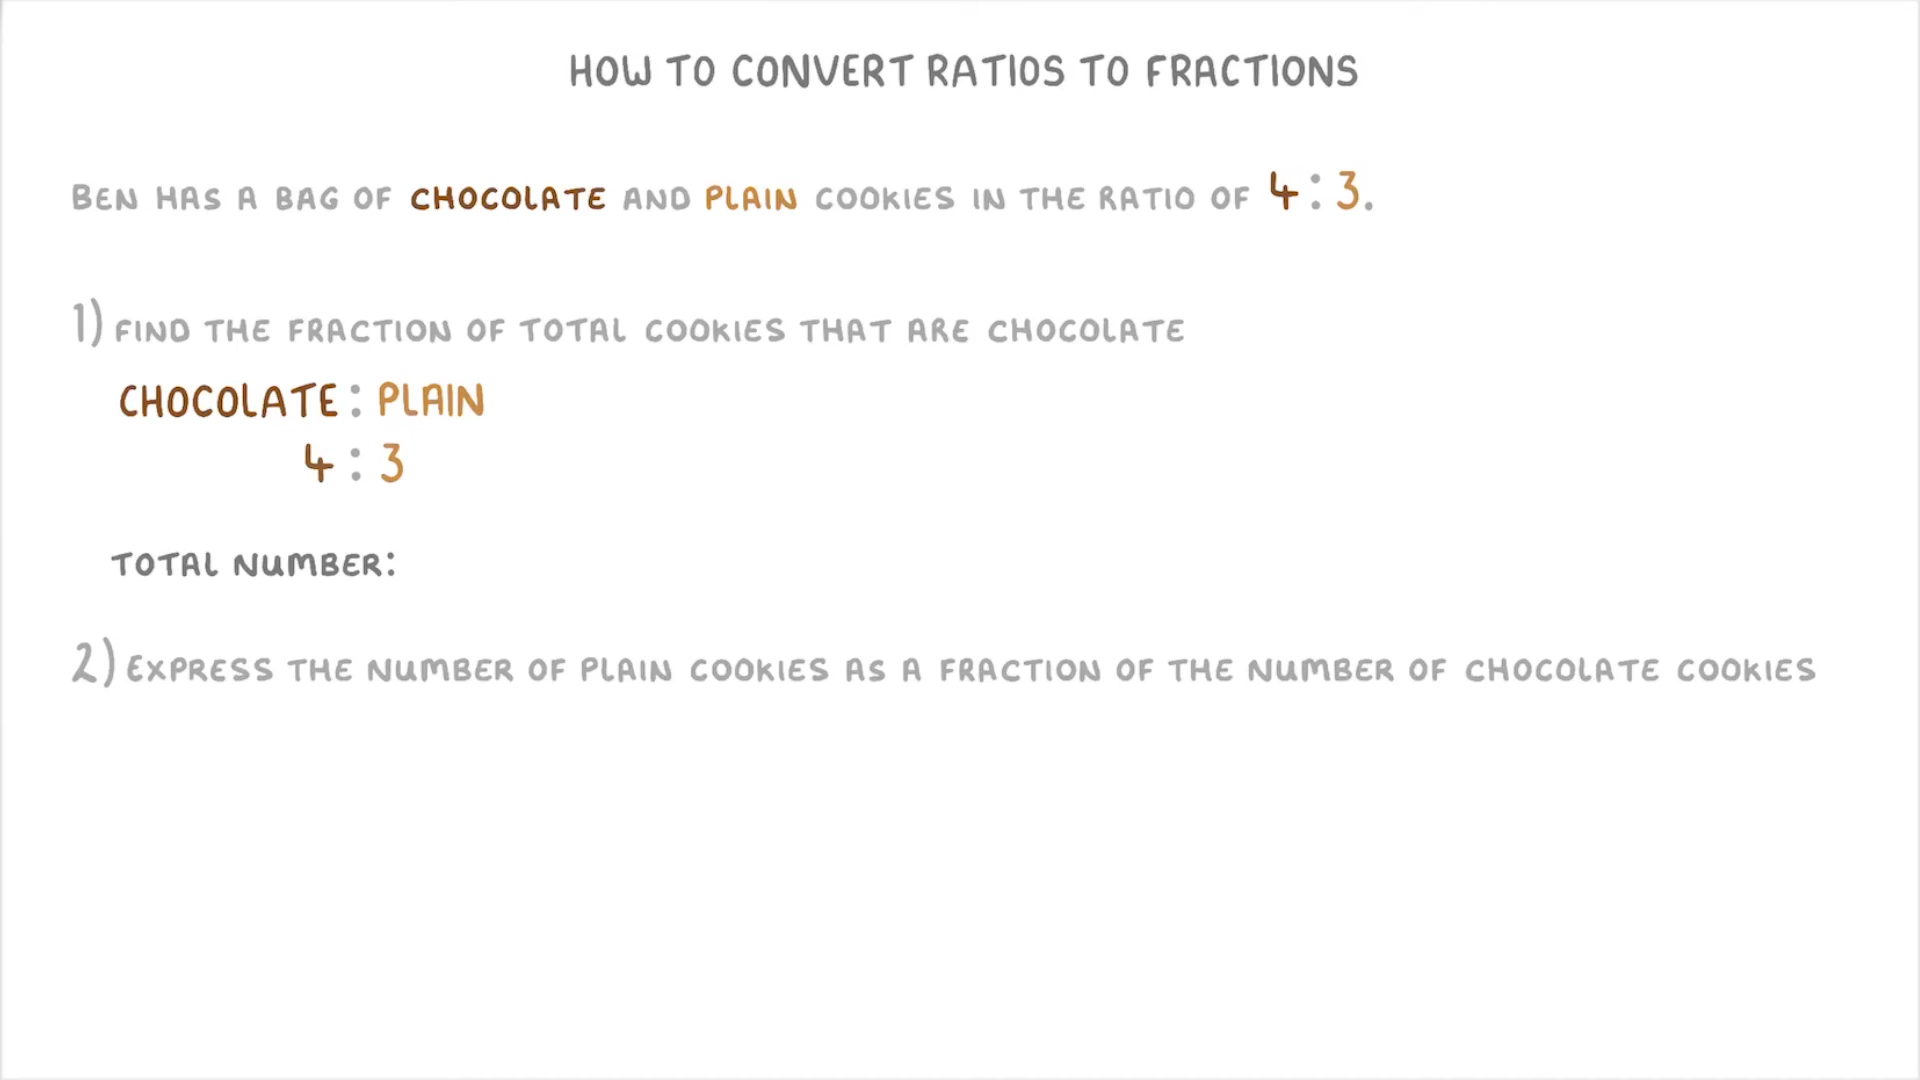 HOW TO CONVERT RATIOS TO FRACTIONS
BEN HAS A BAG OF CHOCOLATE AND PLAIN COOKIES IN THE RATIO OF 4:3.
1) FIND THE FRACTION OF TOTAL COOKIES THAT ARE CHOCOLATE
CHOCOLATE : PLAIN
4 : 3
TOTAL NUMBER:
2) EXPRESS THE NUMBER OF PLAIN COOKIES AS A FRACTION OF THE NUMBER OF CHOCOLATE COOKIES